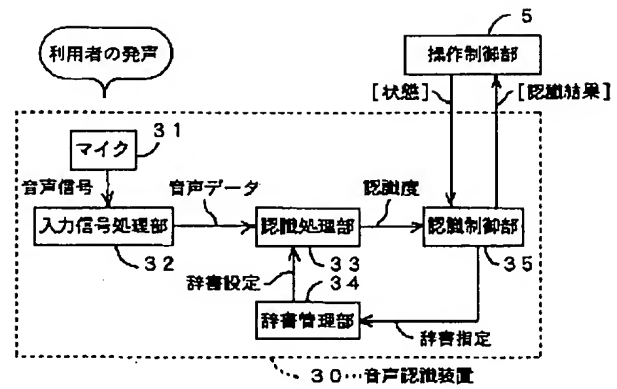 5
利用者の発声
操作制御部
[状態]
[認識結果]
31
マイク
音声信号
音声データ
認識度
入力信号処理部
認識処理部
認識制御部
32
33
35
辞書設定
34
辞書管理部
辞書指定
30…音声認識装置